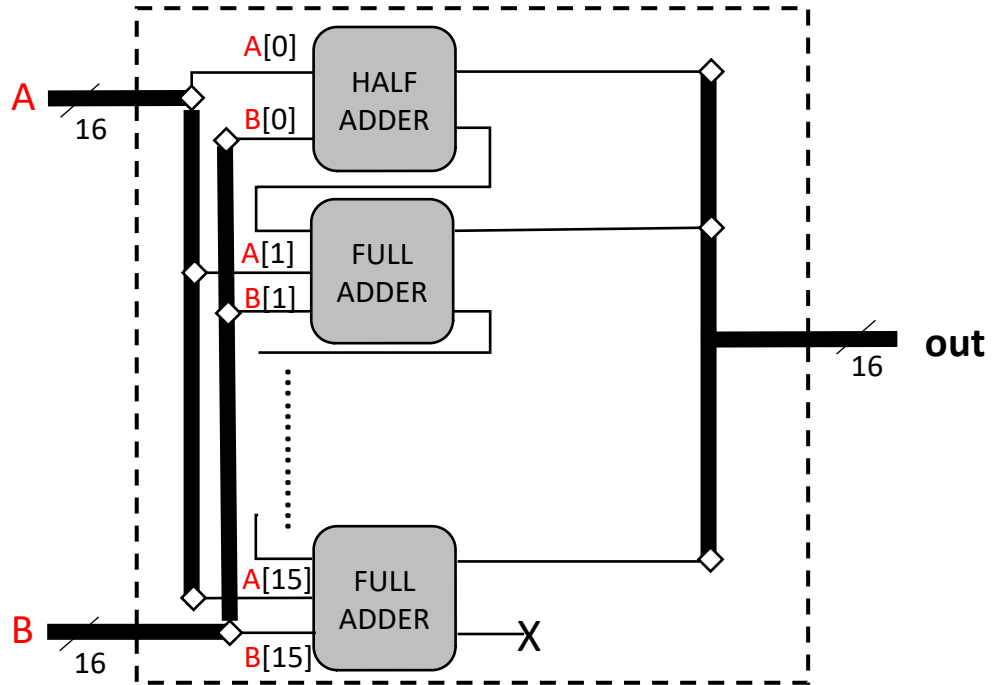 A[0]
HALF
ADDER
A
16
B[0]
A[1]
FULL
ADDER
B[1]
out
16
A[15]
FULL
ADDER
B
16
B[15]
X